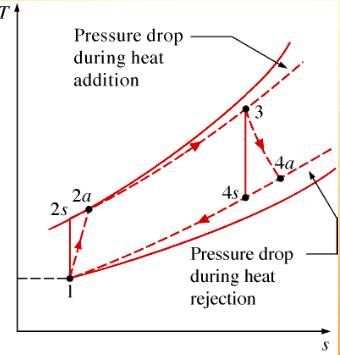 T
Pressure drop
during heat
addition
3
2s
2a
4a
4s
Pressure drop
during heat
rejection
1
s